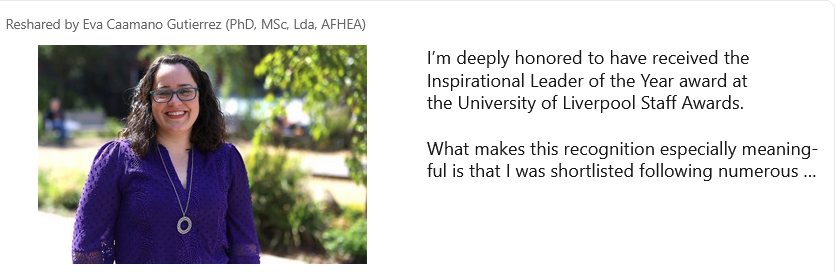 Reshared by Eva Caamano Gutierrez (PhD, MSc, Lda, AFHEA)
I’m deeply honored to have received the
Inspirational Leader of the Year award at
the University of Liverpool Staff Awards.
What makes this recognition especially meaning-
ful is that I was shortlisted following numerous ...